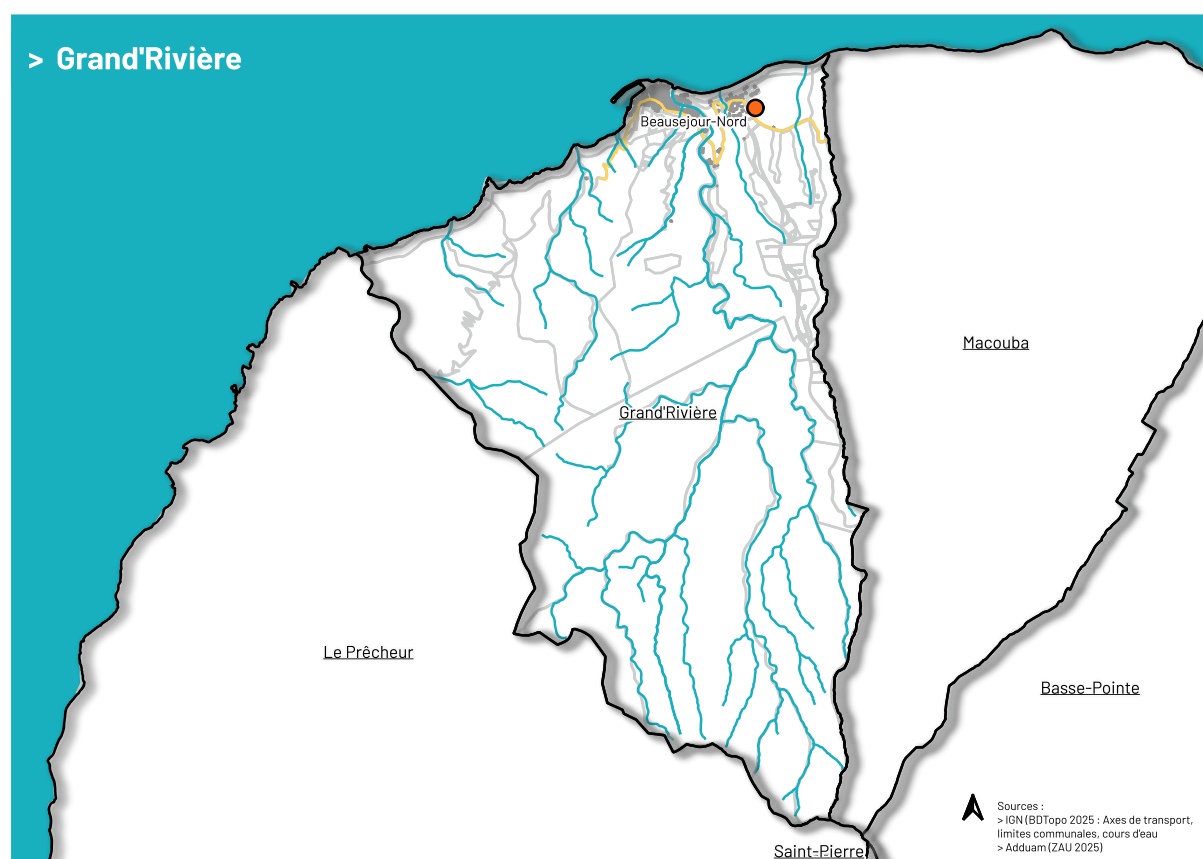 > Grand'Rivière
Beausejour-Nord
Macouba
Grand'Rivière
Le Prêcheur
Basse-Pointe
Sources :
> IGN (BDTopo 2025 : Axes de transport,
limites communales, cours d'eau
> Adduam (ZAU 2025)
Saint-Pierre